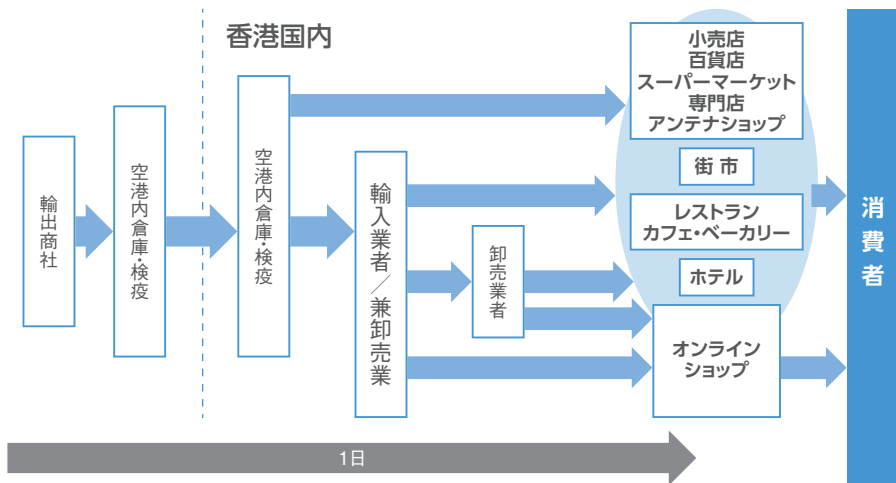 香港国内
輸出商社
空港内倉庫・検疫
空港内倉庫・検疫
輸入業者／兼卸売業
卸売業者
小売店
百貨店
スーパーマーケット
専門店
アンテナショップ
街市
レストラン
カフェ・ベーカリー
ホテル
オンライン
ショップ
消費者
1日